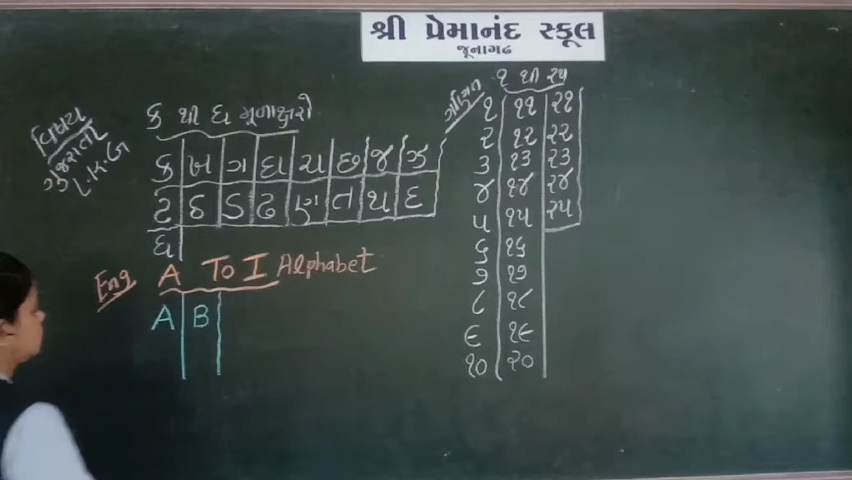 શ્રી પ્રેમાનંદ સ્કૂલ
જૂનાગઢ
વિષય
ગુજરાતી
L.K.G
ક થી ધ મૂળાક્ષરો
ક ખ ગ ઘ ચ છ જ ઝ
ટ ઠ ડ ઢ ણ ત થ દ
ધ
Eng A To I Alphabet
A B
ગણિત
૧ થી ૨૫
૧ ૧૧ ૨૧
૨ ૧૨ ૨૨
૩ ૧૩ ૨૩
૪ ૧૪ ૨૪
૫ ૧૫ ૨૫
૬ ૧૬
૭ ૧૭
૮ ૧૮
૯ ૧૯
૧૦ ૨૦